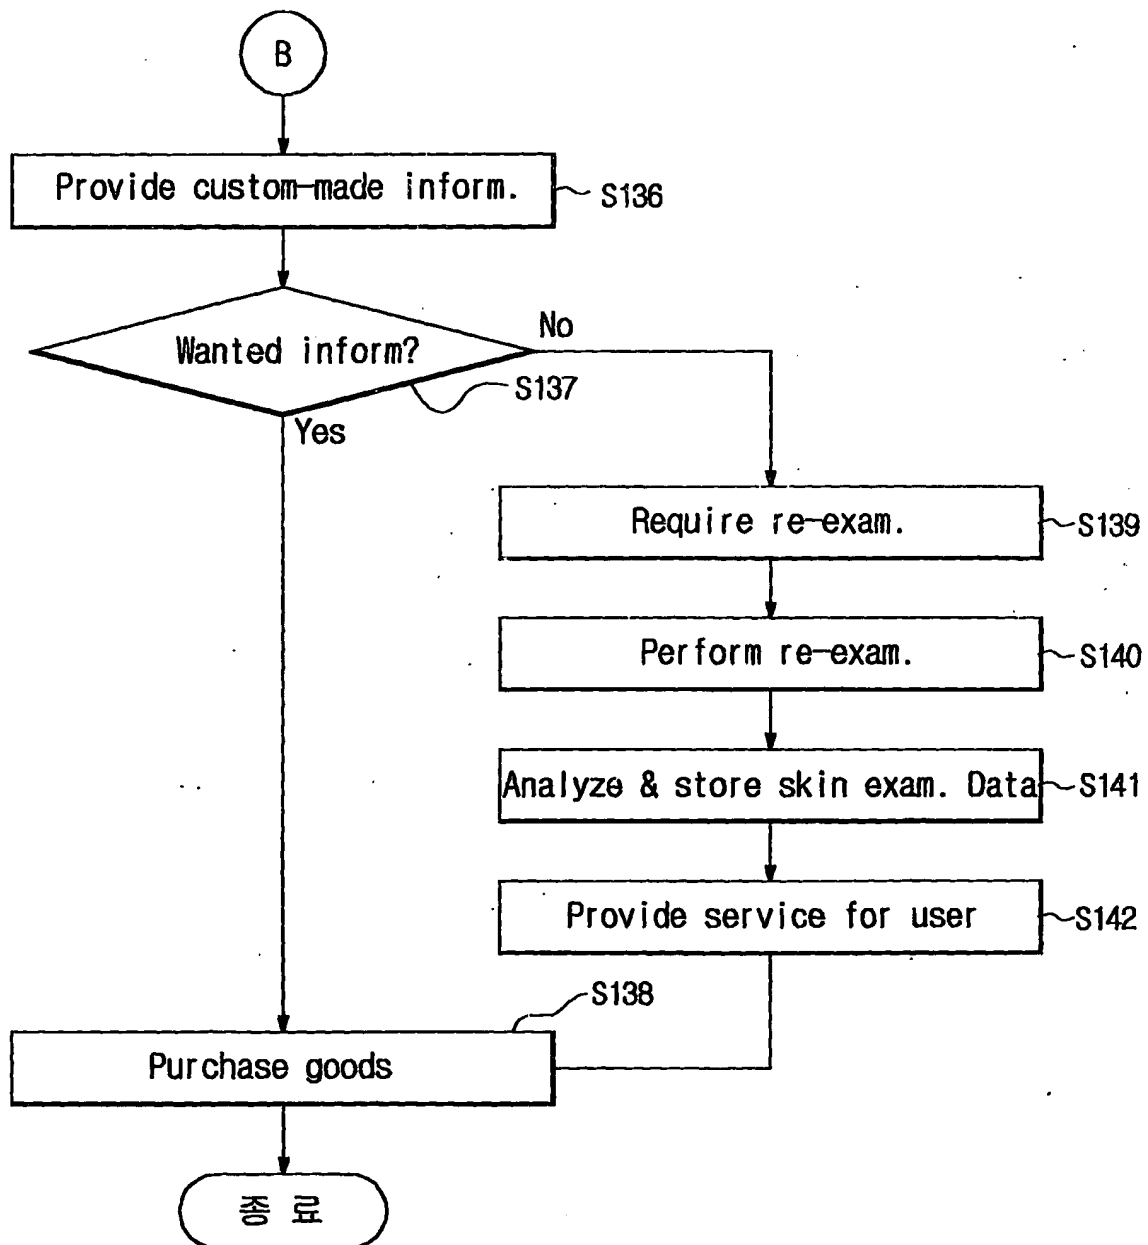 B
Provide custom-made inform.
S136
Wanted inform?
No
S137
Yes
Require re-exam.
S139
Perform re-exam.
S140
Analyze & store skin exam. Data
S141
Provide service for user
S142
S138
Purchase goods
종 료